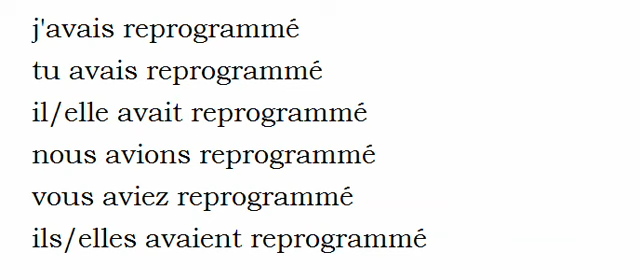 j'avais reprogrammé
tu avais reprogrammé
il/elle avait reprogrammé
nous avions reprogrammé
vous aviez reprogrammé
ils/elles avaient reprogrammé